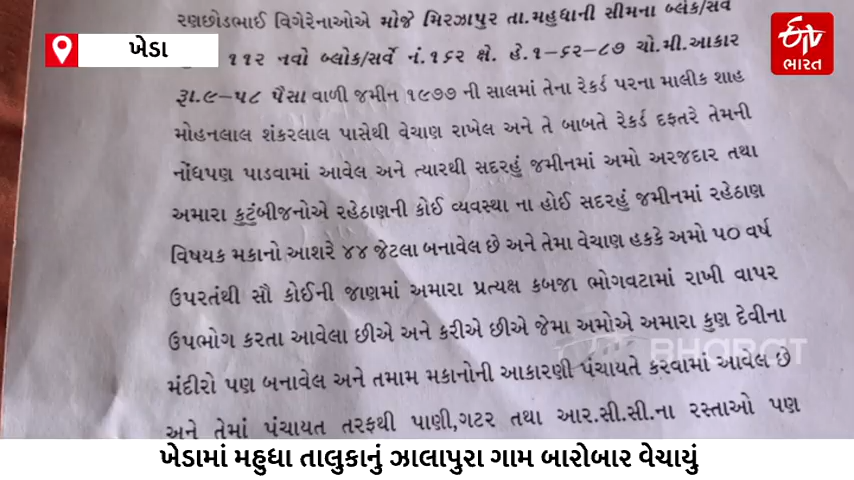 રણછોડભાઈ વિગેરેનાઓએ મોજે મિરઝાપુર તા.મહુધાની સીમના બ્લોક/સર્વે
ખેડા
૧૧૨ નવો બ્લોક/સર્વે નં.૧૬૨ ક્ષે. હે.૧–૬૨–૮૭ ચો.મી.આકાર
ETV
ભારત
રૂા.૯–૫૮ પૈસા વાળી જમીન ૧૯૭૭ ની સાલમાં તેના રેકર્ડ પરના માલીક શાહ
મોહનલાલ શંકરલાલ પાસેથી વેચાણ રાખેલ અને તે બાબતે રેકર્ડ દફતરે તેમની
નોંધપણ પાડવામાં આવેલ અને ત્યારથી સદરહું જમીનમાં અમો અરજદાર તથા
અમારા કુટુંબીજનોએ રહેઠાણની કોઈ વ્યવસ્થા ના હોઈ સદરહું જમીનમાં રહેઠાણ
વિષયક મકાનો આશરે ૪૪ જેટલા બનાવેલ છે અને તેમા વેચાણ હકકે અમો ૫૦ વર્ષ
ઉપરતંથી સૌ કોઈની જાણમાં અમારા પ્રત્યક્ષ કબજા ભોગવટામાં રાખી વાપર
ઉપભોગ કરતા આવેલા છીએ અને કરીએ છીએ જેમા અમોએ અમારા કુણ દેવીના
BHARAT
મંદીરો પણ બનાવેલ અને તમામ મકાનોની આકારણી પંચાયતે કરવામાં આવેલ છે
અને તેમાં પંચાયત તરફથી પાણી,ગટર તથા આર.સી.સી.ના રસ્તાઓ પણ
ખેડામાં મહુધા તાલુકાનું ઝાલાપુરા ગામ બારોબાર વેચાયું